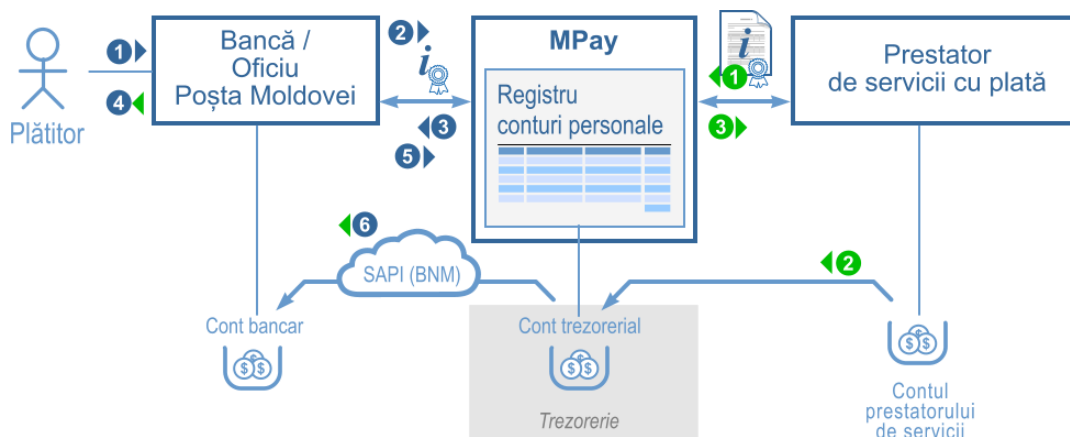 Plătitor
1
4
Bancă /
Oficiu
Poșta Moldovei
2
i
3
5
MPay
Registru
conturi personale
i
1
3
Prestator
de servicii cu plată
6
SAPI (BNM)
2
Cont bancar
$ $ $
Cont trezorerial
$ $ $
Trezorerie
$ $ $
Contul
prestatorului
de servicii